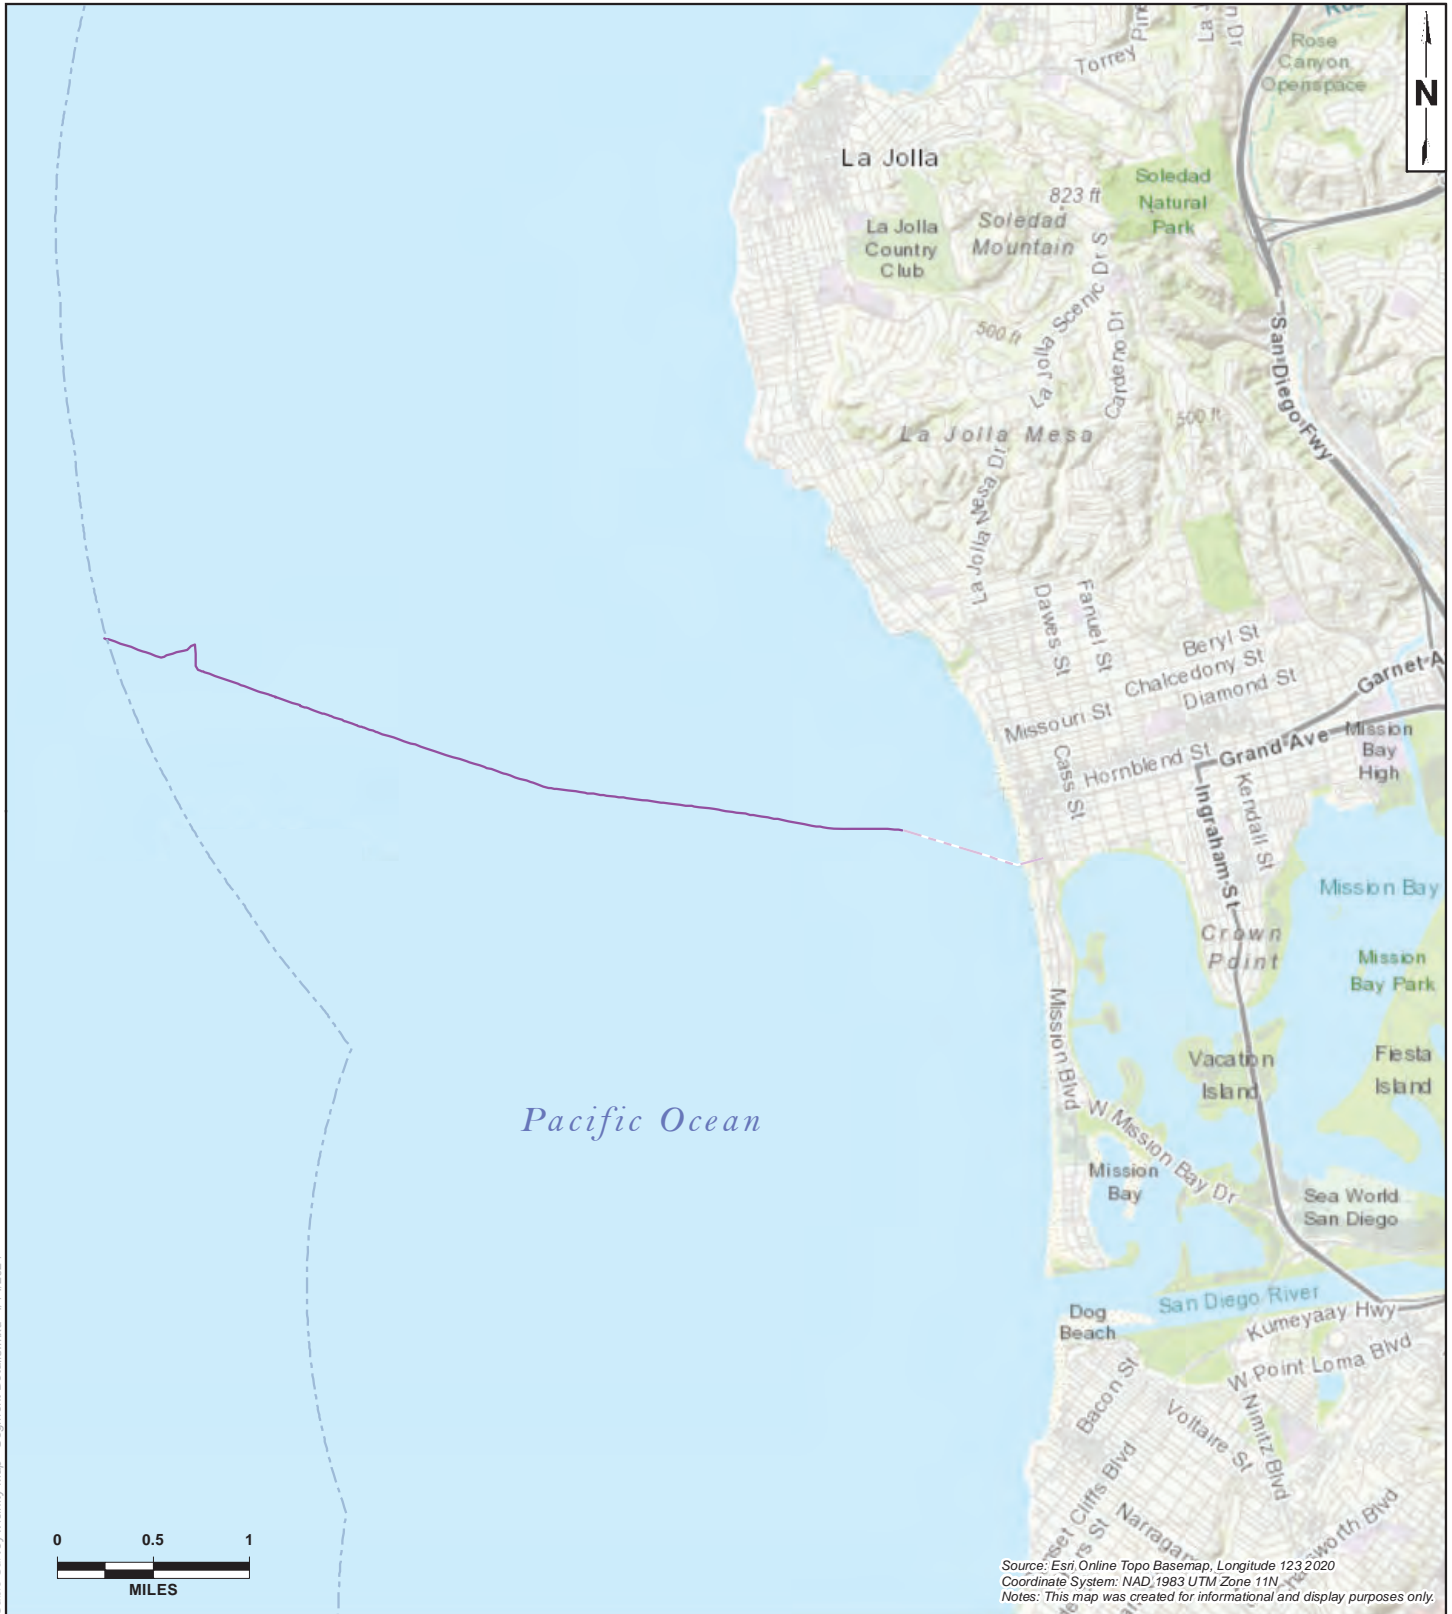 Torrey Pine
La J
Rose
Canyon
Openspace
N
La Jolla
823 ft
Soledad
Natural
Park
La Jolla
Country
Club
Soledad
Mountain
La Jolla Scenic Dr S
500 ft
Cardeno Dr
San Diego Fwy
500 ft
La Jolla Mesa
La Jolla Mesa Dr
Dawes St
Fanuel St
Beryl St
Chalcedony St
Diamond St
Garnet A
Missouri St
Cass St
Hornblend St
Grand Ave
Mission
Bay
High
Ingraham St
Kendall St
Mission Bay
Crown
Point
Mission
Bay Park
Mission Blvd
Vacation
Island
Fiesta
Island
Pacific Ocean
W Mission Bay Dr
Mission
Bay
Sea World
San Diego
San Diego River
Dog
Beach
Kumeyaay Hwy
W Point Loma Blvd
Bacon St
Voltaire St
Nimitz Blvd
set Cliffs Blvd
rs St
Narragan
sworth Blvd
0 0.5 1
MILES
Source: Esri Online Topo Basemap, Longitude 123 2020
Coordinate System: NAD 1983 UTM Zone 11N
Notes: This map was created for informational and display purposes only.